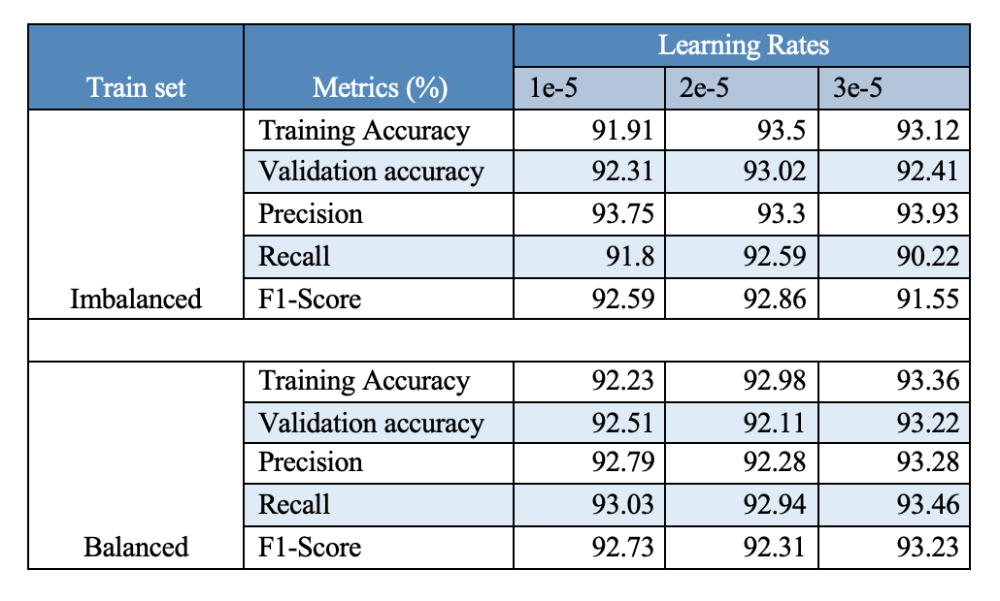 Learning Rates
Train set Metrics (%) 1e-5 2e-5 3e-5
Training Accuracy 91.91 93.5 93.12
Validation accuracy 92.31 93.02 92.41
Precision 93.75 93.3 93.93
Recall 91.8 92.59 90.22
Imbalanced F1-Score 92.59 92.86 91.55
Training Accuracy 92.23 92.98 93.36
Validation accuracy 92.51 92.11 93.22
Precision 92.79 92.28 93.28
Recall 93.03 92.94 93.46
Balanced F1-Score 92.73 92.31 93.23